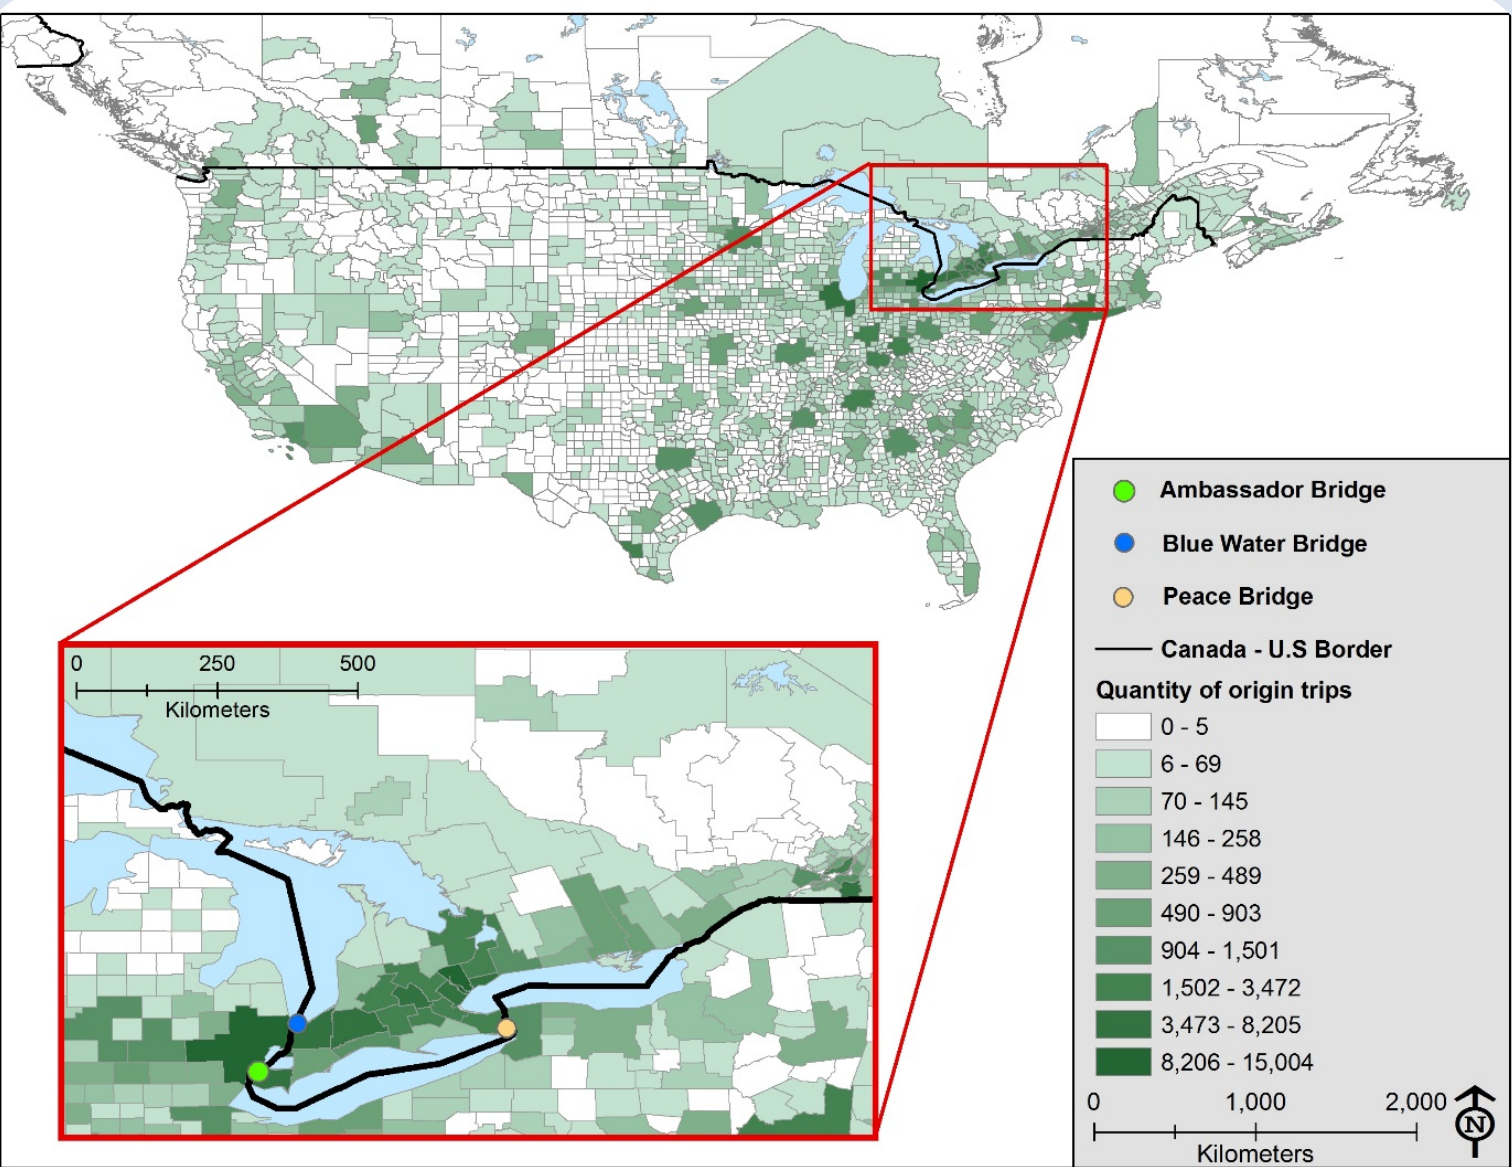 0 250 500
Kilometers
Ambassador Bridge
Blue Water Bridge
Peace Bridge
Canada - U.S Border
Quantity of origin trips
0 - 5
6 - 69
70 - 145
146 - 258
259 - 489
490 - 903
904 - 1,501
1,502 - 3,472
3,473 - 8,205
8,206 - 15,004
0 1,000 2,000
Kilometers
N